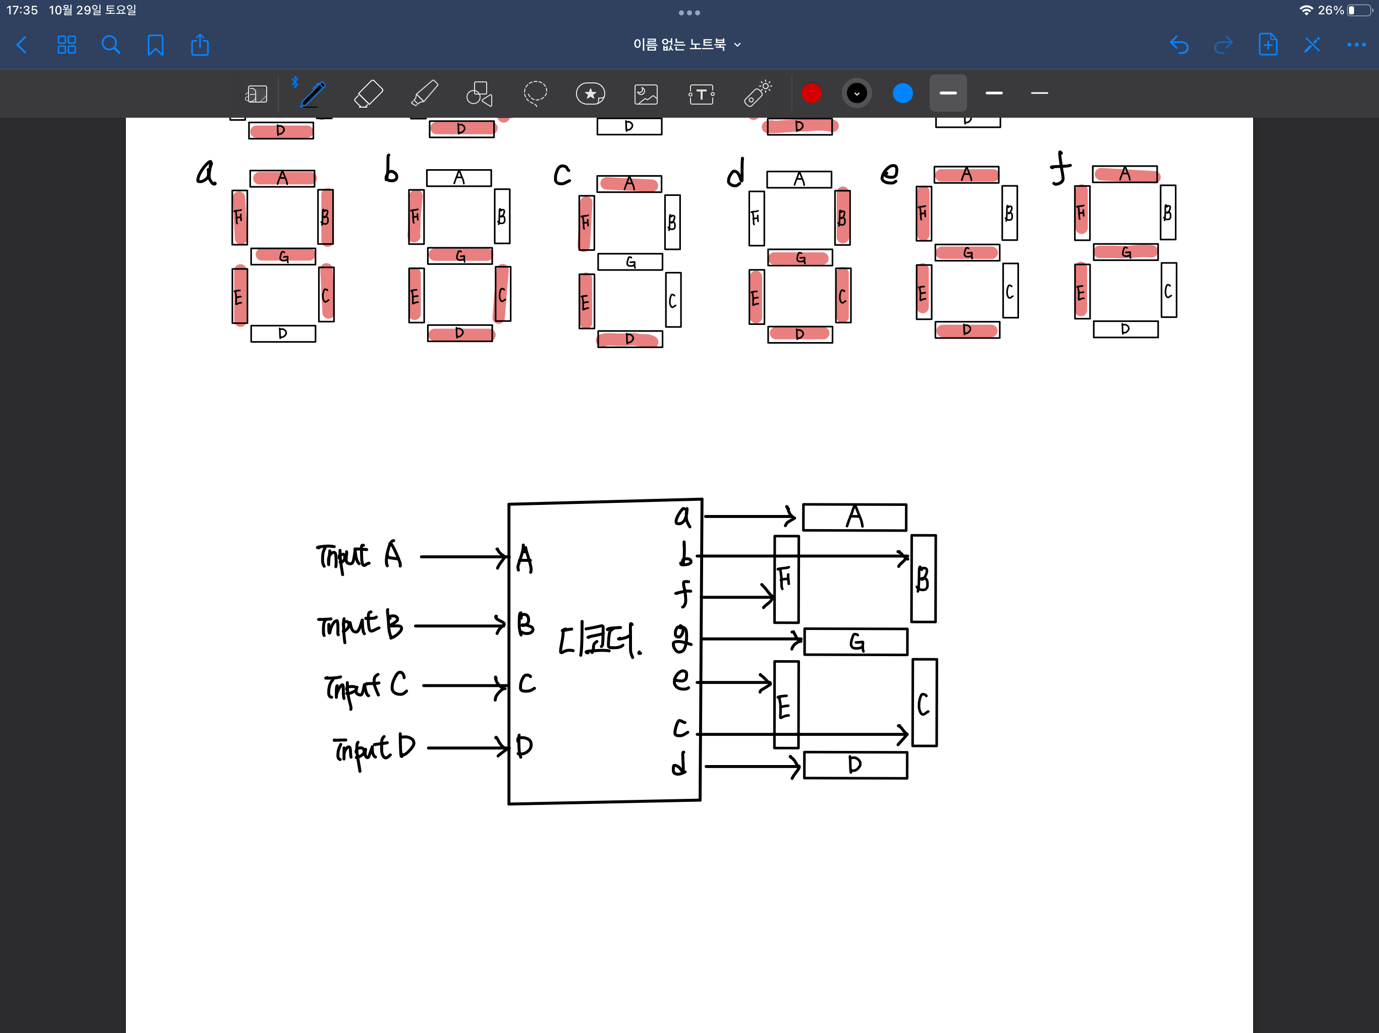 17:35 10월 29일 토요일
26%
이름 없는 노트북
T
D D D D D
a A F B G E C D
b A F B G E C D
c A F B G E C D
d A F B G E C D
e A F B G E C D
f A F B G E C D
Input A A
Input B B
Input C C
Input D D
디코더.
a A
b B
f F
g G
e E
c C
d D